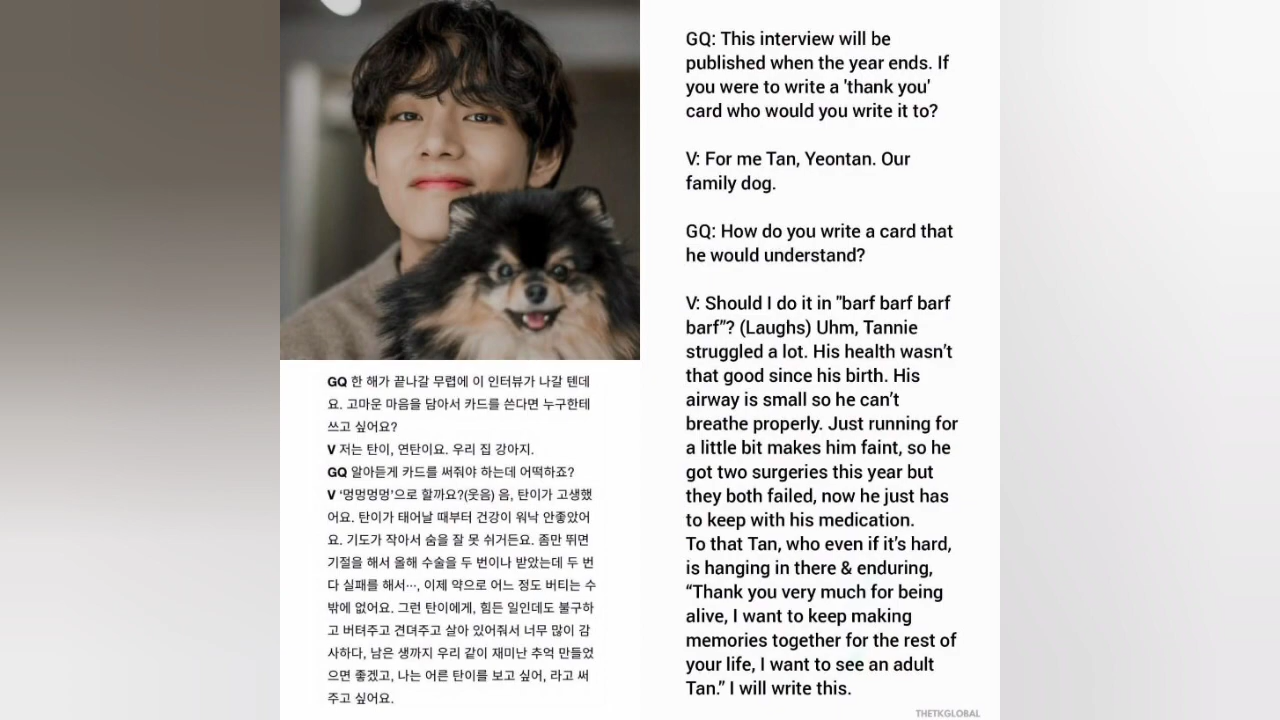 GQ 한 해가 끝나갈 무렵에 이 인터뷰가 나갈 텐데
요. 고마운 마음을 담아서 카드를 쓴다면 누구한테
쓰고 싶어요?
V 저는 탄이, 연탄이요. 우리 집 강아지.
GQ 알아듣게 카드를 써줘야 하는데 어떡하죠?
V ‘멍멍멍멍’으로 할까요?(웃음) 음, 탄이가 고생했
어요. 탄이가 태어날 때부터 건강이 워낙 안좋았어
요. 기도가 작아서 숨을 잘 못 쉬거든요. 좀만 뛰면
기절을 해서 올해 수술을 두 번이나 받았는데 두 번
다 실패를 해서…, 이제 약으로 어느 정도 버티는 수
밖에 없어요. 그런 탄이에게, 힘든 일인데도 불구하
고 버텨주고 견뎌주고 살아 있어줘서 너무 많이 감
사하다, 남은 생까지 우리 같이 재미난 추억 만들었
으면 좋겠고, 나는 어른 탄이를 보고 싶어, 라고 써
주고 싶어요.
GQ: This interview will be
published when the year ends. If
you were to write a 'thank you'
card who would you write it to?
V: For me Tan, Yeontan. Our
family dog.
GQ: How do you write a card that
he would understand?
V: Should I do it in "barf barf barf
barf”? (Laughs) Uhm, Tannie
struggled a lot. His health wasn’t
that good since his birth. His
airway is small so he can’t
breathe properly. Just running for
a little bit makes him faint, so he
got two surgeries this year but
they both failed, now he just has
to keep with his medication.
To that Tan, who even if it’s hard,
is hanging in there & enduring,
“Thank you very much for being
alive, I want to keep making
memories together for the rest of
your life, I want to see an adult
Tan.” I will write this.
THETKGLOBAL